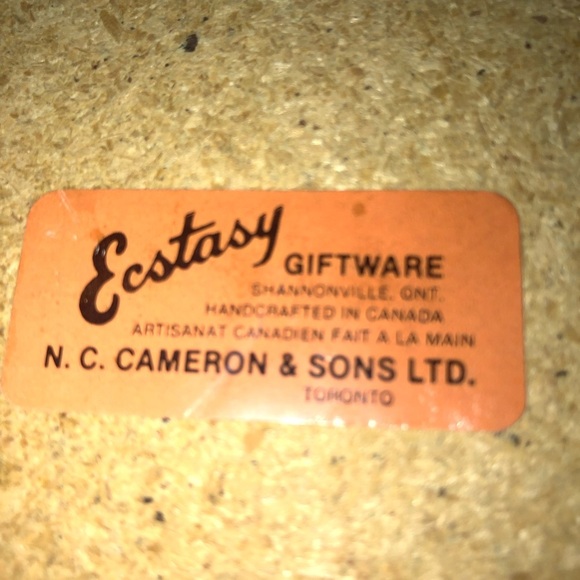 Ecstasy GIFTWARE
SHANNONVILLE, ONT.
HANDCRAFTED IN CANADA
ARTISANAT CANADIEN FAIT A LA MAIN
N. C. CAMERON & SONS LTD.
TORONTO